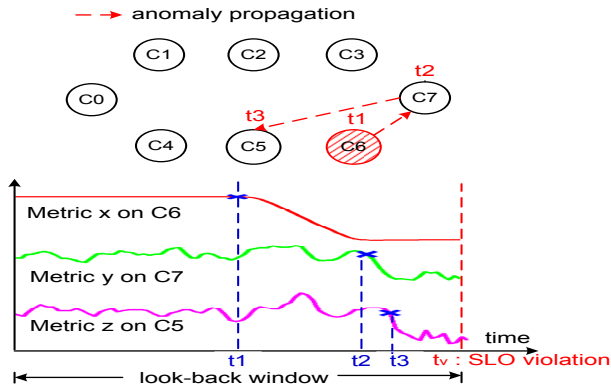 anomaly propagation
C1 C2 C3
t2
C0 C7
t3 t1
C4 C5 C6
Metric x on C6
Metric y on C7
Metric z on C5
time
t1 t2 t3 tv : SLO violation
look-back window